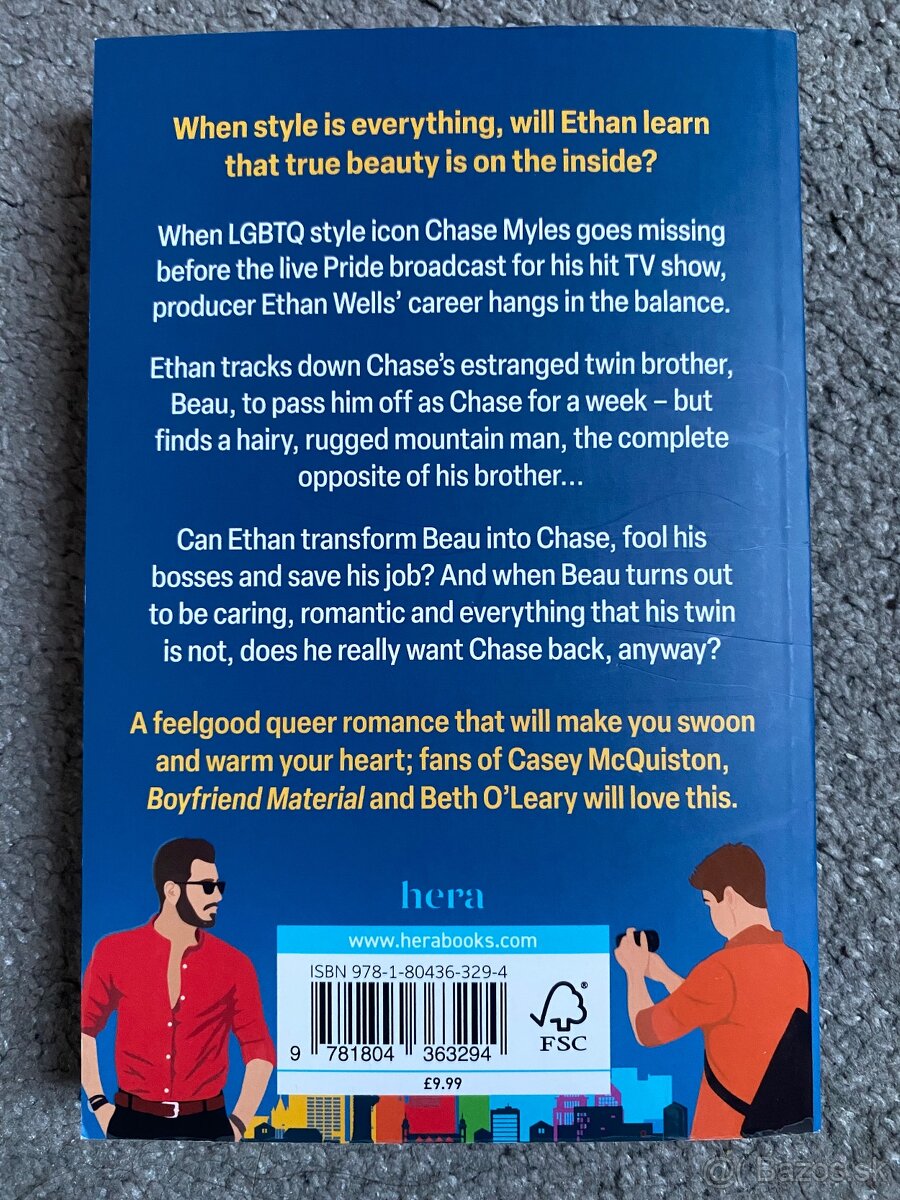 When style is everything, will Ethan learn
that true beauty is on the inside?
When LGBTQ style icon Chase Myles goes missing
before the live Pride broadcast for his hit TV show,
producer Ethan Wells’ career hangs in the balance.
Ethan tracks down Chase’s estranged twin brother,
Beau, to pass him off as Chase for a week – but
finds a hairy, rugged mountain man, the complete
opposite of his brother...
Can Ethan transform Beau into Chase, fool his
bosses and save his job? And when Beau turns out
to be caring, romantic and everything that his twin
is not, does he really want Chase back, anyway?
A feelgood queer romance that will make you swoon
and warm your heart; fans of Casey McQuiston,
Boyfriend Material and Beth O’Leary will love this.
hera
www.herabooks.com
ISBN 978-1-80436-329-4
9 781804 363294
FSC
£9.99
Bazos.sk